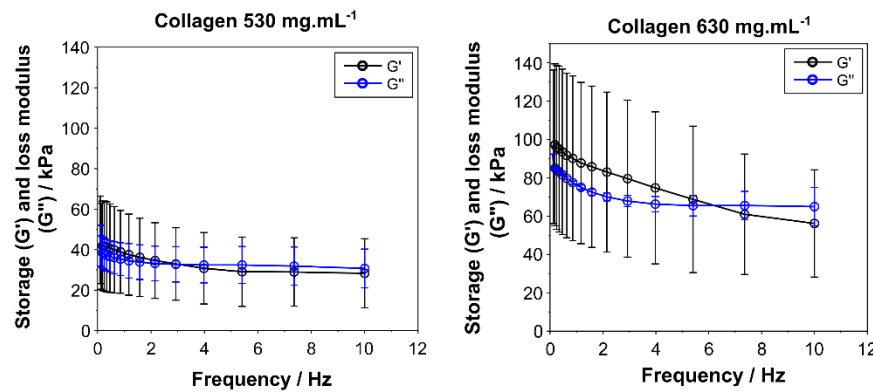 Collagen 530 mg.mL⁻¹
Storage (G') and loss modulus
(G'') / kPa
140
120
100
80
60
40
20
0
G'
G''
0 2 4 6 8 10 12
Frequency / Hz
Collagen 630 mg.mL⁻¹
Storage (G') and loss modulus
(G'') / kPa
140
120
100
80
60
40
20
0
G'
G''
0 2 4 6 8 10 12
Frequency / Hz